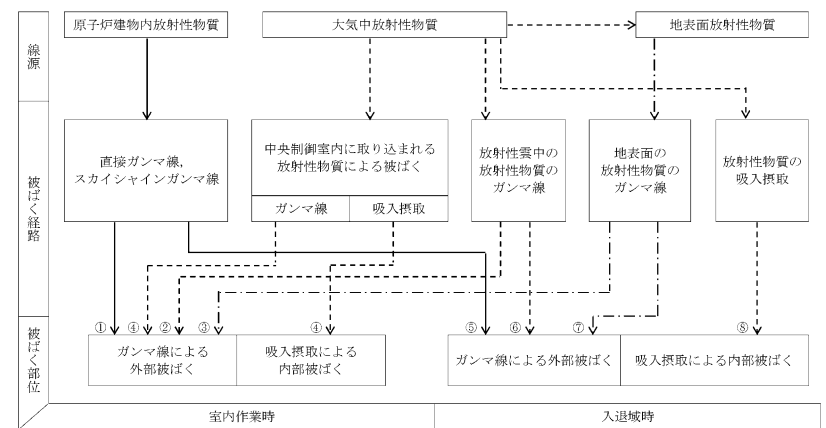 線源
原子炉建物内放射性物質
大気中放射性物質
地表面放射性物質
被ばく経路
直接ガンマ線,
スカイシャインガンマ線
中央制御室内に取り込まれる
放射性物質による被ばく
ガンマ線
吸入摂取
放射性雲中の
放射性物質の
ガンマ線
地表面の
放射性物質の
ガンマ線
放射性物質の
吸入摂取
被ばく部位
①
④
②
③
④
⑤
⑥
⑦
⑧
ガンマ線による
外部被ばく
吸入摂取による
内部被ばく
ガンマ線による外部被ばく
吸入摂取による内部被ばく
室内作業時
入退域時